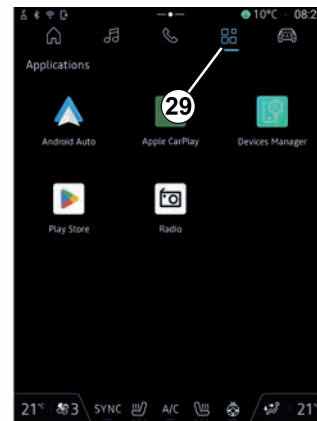 10°C 08:2
Applications
29
Android Auto
Apple CarPlay
Devices Manager
Play Store
Radio
21°C 3 SYNC A/C 21°